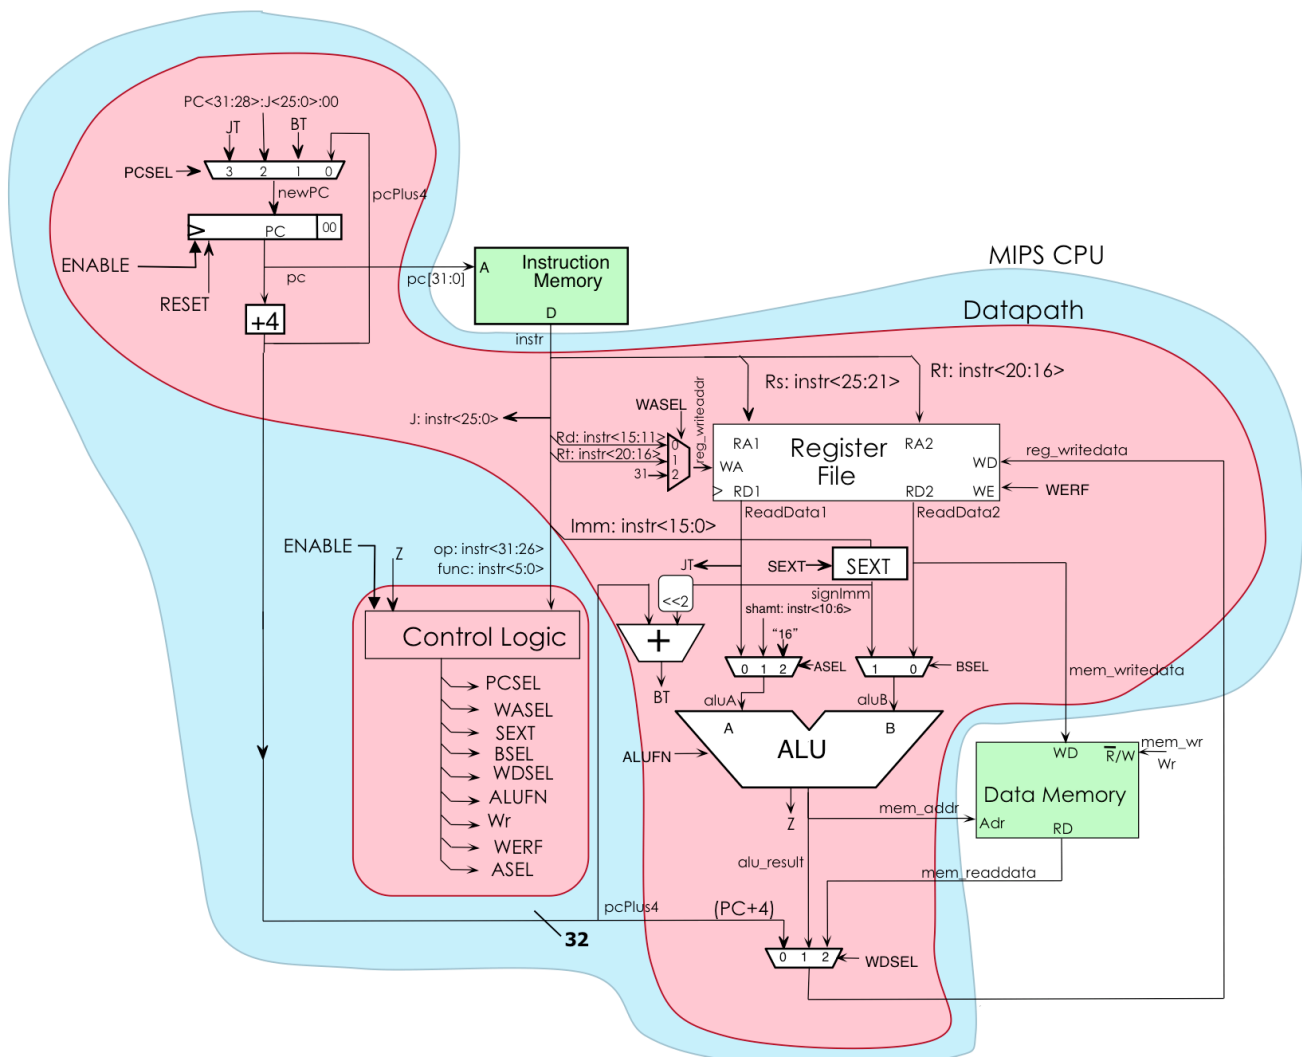 PC<31:28>:J<25:0>:00
JT
BT
PCSEL
3 2 1 0
newPC
pcPlus4
PC
00
ENABLE
RESET
pc
pc[31:0]
+4
A
Instruction
Memory
D
instr
MIPS CPU
Datapath
Rs: instr<25:21>
Rt: instr<20:16>
J: instr<25:0>
WASEL
reg_writeaddr
Rd: instr<15:11>
Rt: instr<20:16>
31
0
1
2
RA1
RA2
Register
File
WA
WD
RD1
RD2
WE
reg_writedata
WERF
ReadData1
ReadData2
Imm: instr<15:0>
ENABLE
Z
op: instr<31:26>
func: instr<5:0>
JT
SEXT
SEXT
signImm
<<2
shamt: instr<10:6>
"16"
+
Control Logic
0 1 2
ASEL
1 0
BSEL
BT
aluA
aluB
mem_writedata
PCSEL
WASEL
SEXT
BSEL
WDSEL
ALUFN
Wr
WERF
ASEL
A
B
ALU
ALUFN
Z
mem_addr
alu_result
WD
R/W
mem_wr
Wr
Data Memory
Adr
RD
mem_readdata
pcPlus4
(PC+4)
32
0 1 2
WDSEL